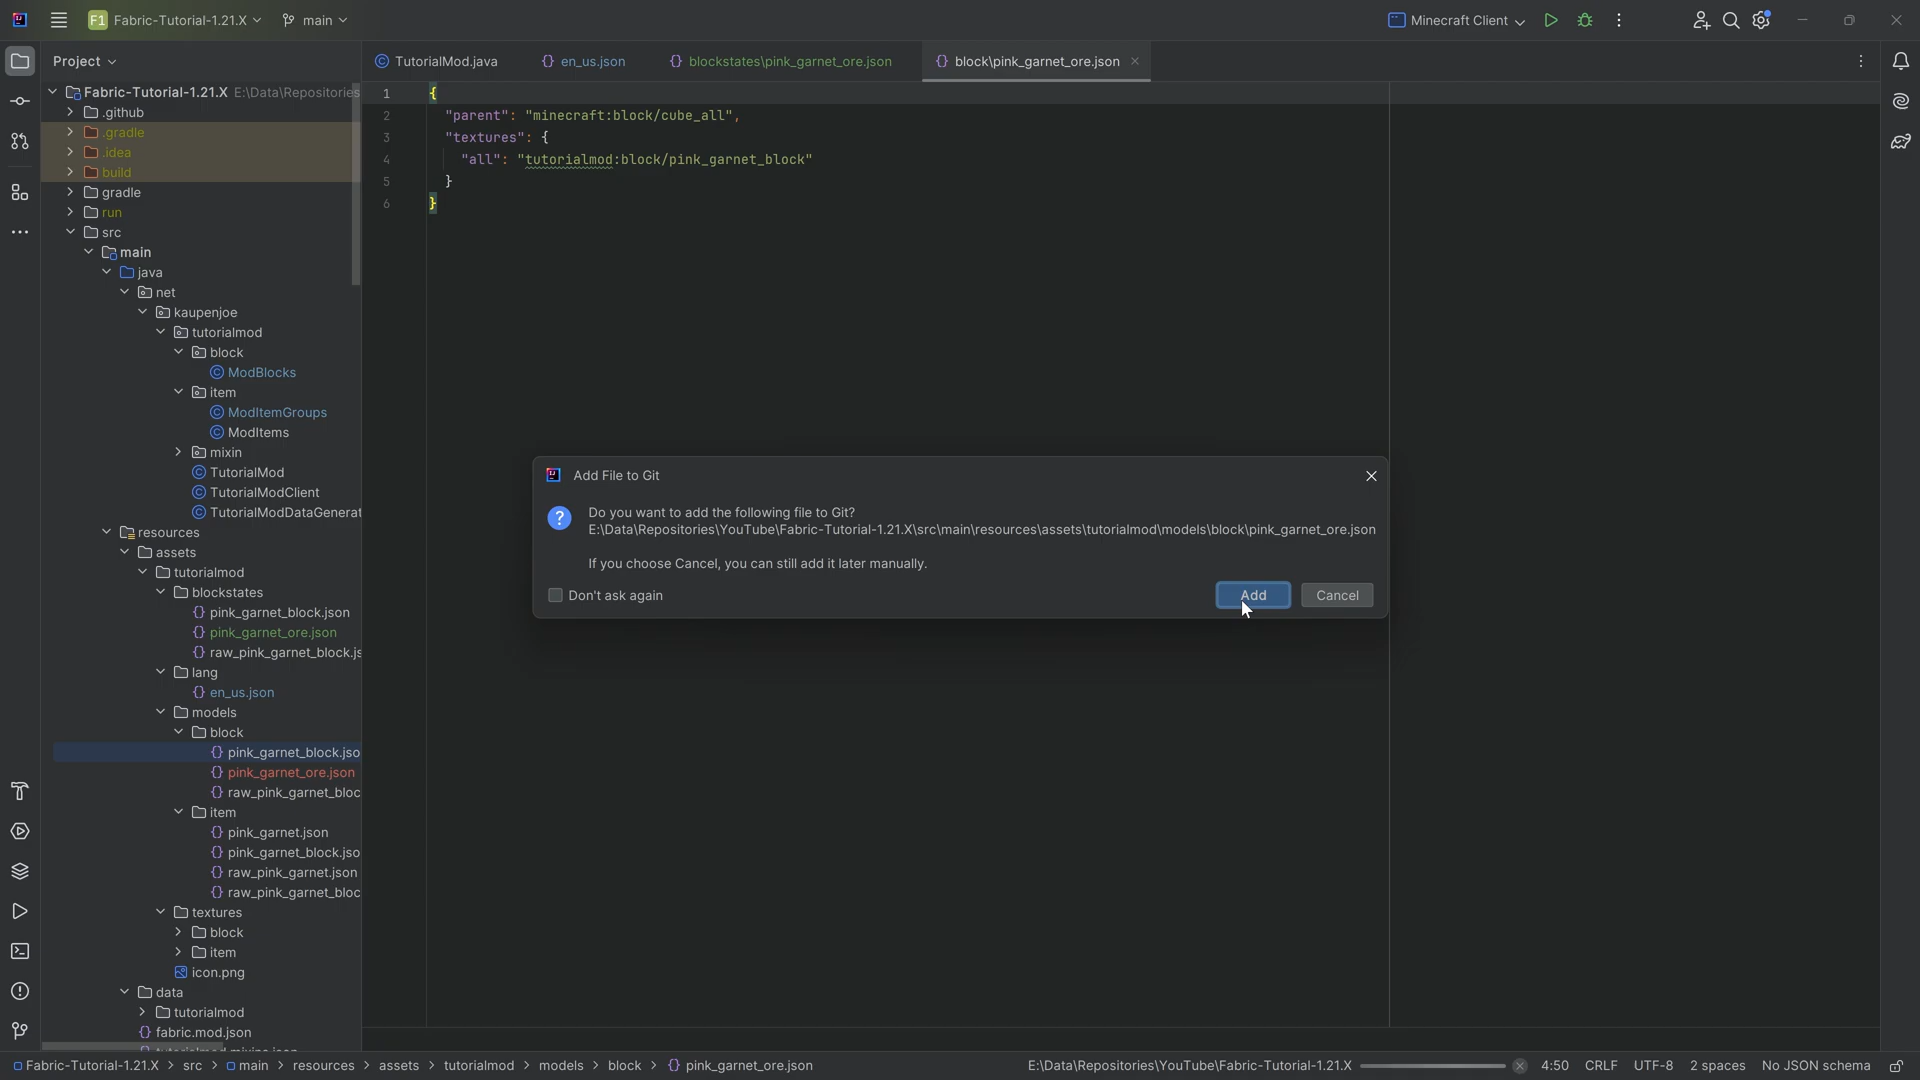 F1 Fabric-Tutorial-1.21.X main Minecraft Client
Project
TutorialMod.java en_us.json blockstates\pink_garnet_ore.json block\pink_garnet_ore.json
Fabric-Tutorial-1.21.X E:\Data\Repositories
.github
.gradle
.idea
build
gradle
run
src
main
java
net
kaupenjoe
tutorialmod
block
ModBlocks
item
ModItemGroups
ModItems
mixin
TutorialMod
TutorialModClient
TutorialModDataGenerat
resources
assets
tutorialmod
blockstates
pink_garnet_block.json
pink_garnet_ore.json
raw_pink_garnet_block.js
lang
en_us.json
models
block
pink_garnet_block.jso
pink_garnet_ore.json
raw_pink_garnet_bloc
item
pink_garnet.json
pink_garnet_block.jso
raw_pink_garnet.json
raw_pink_garnet_bloc
textures
block
item
icon.png
data
tutorialmod
fabric.mod.json
1 {
2 "parent": "minecraft:block/cube_all",
3 "textures": {
4 "all": "tutorialmod:block/pink_garnet_block"
5 }
6 }
Add File to Git
Do you want to add the following file to Git?
E:\Data\Repositories\YouTube\Fabric-Tutorial-1.21.X\src\main\resources\assets\tutorialmod\models\block\pink_garnet_ore.json
If you choose Cancel, you can still add it later manually.
Don't ask again Add Cancel
Fabric-Tutorial-1.21.X > src > main > resources > assets > tutorialmod > models > block > pink_garnet_ore.json E:\Data\Repositories\YouTube\Fabric-Tutorial-1.21.X 4:50 CRLF UTF-8 2 spaces No JSON schema